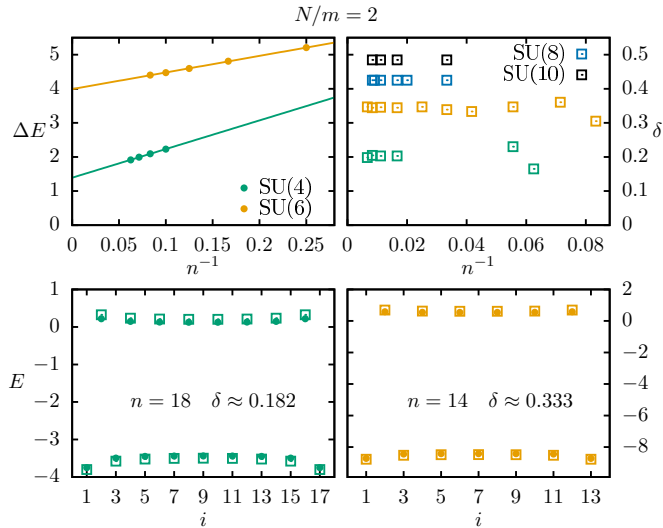 N/m = 2
5
4
3
2
1
0
ΔE
0
0.05
0.1
0.15
0.2
0.25
n⁻¹
SU(4)
SU(6)
SU(8)
SU(10)
0.5
0.4
0.3
0.2
0.1
δ
0
0.02
0.04
0.06
0.08
n⁻¹
1
0
−1
−2
−3
−4
E
n = 18 δ ≈ 0.182
1 3 5 7 9 11 13 15 17
i
2
0
−2
−4
−6
−8
n = 14 δ ≈ 0.333
1 3 5 7 9 11 13
i